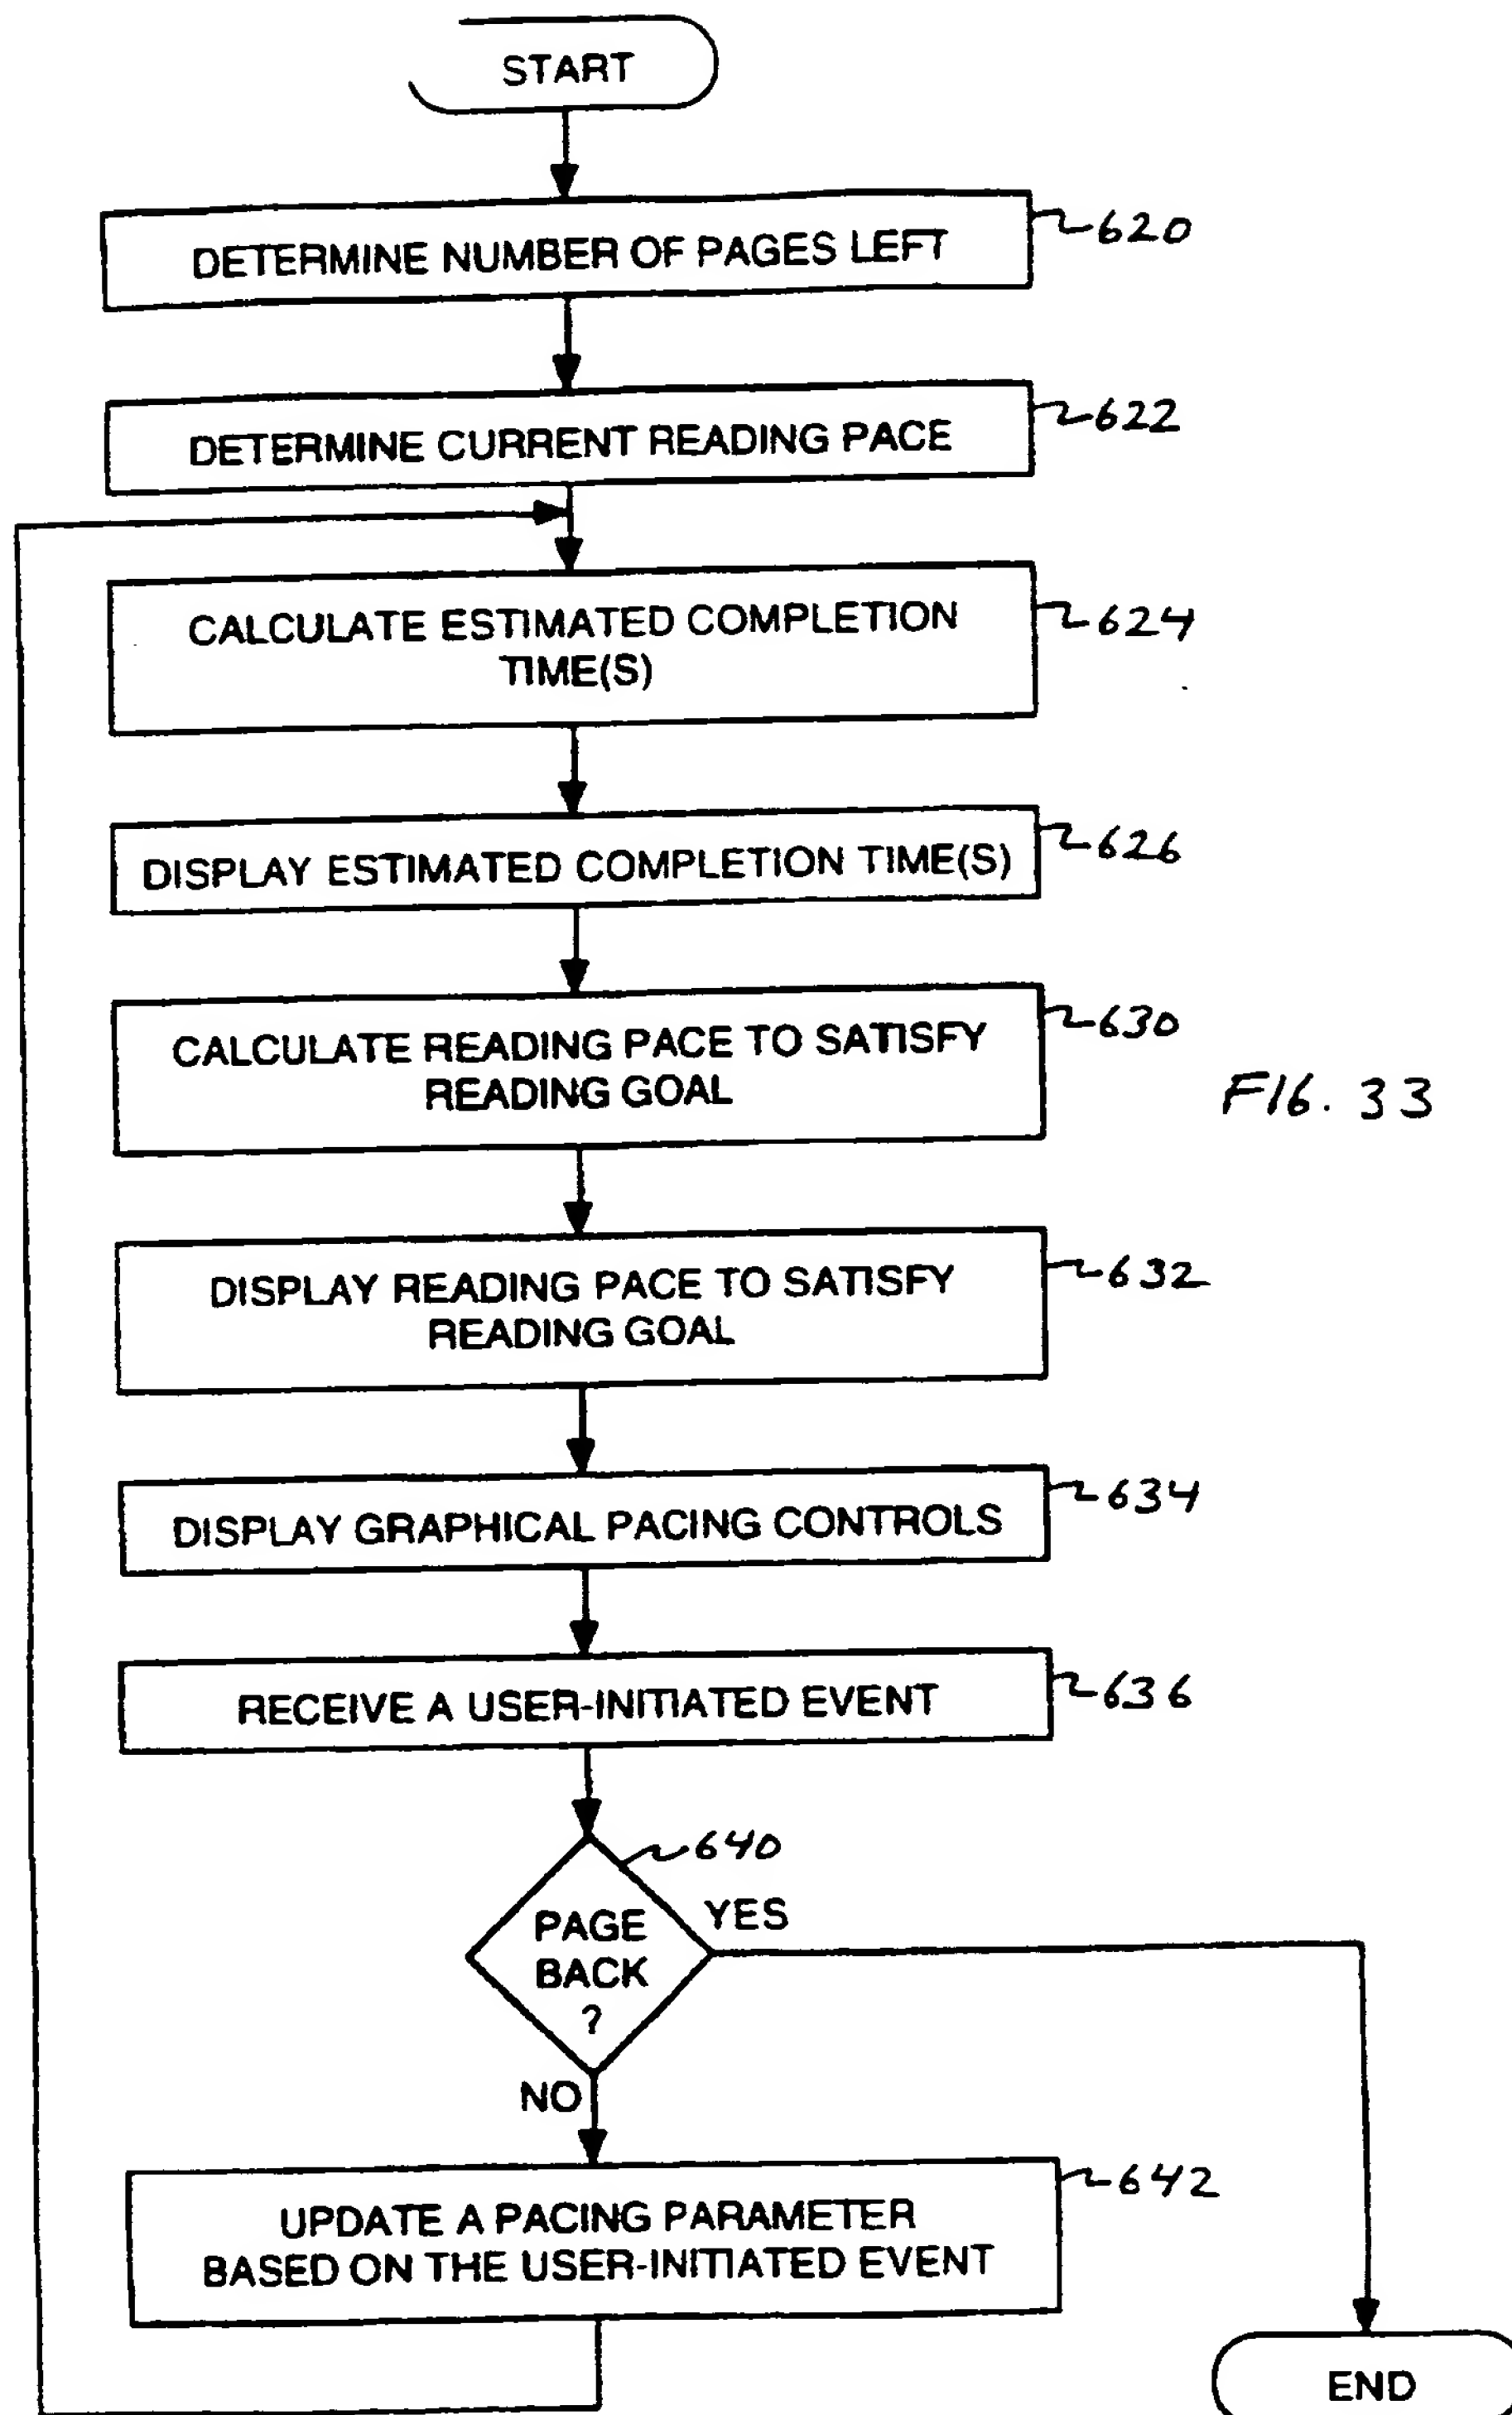 START
DETERMINE NUMBER OF PAGES LEFT
620
DETERMINE CURRENT READING PACE
622
CALCULATE ESTIMATED COMPLETION
TIME(S)
624
DISPLAY ESTIMATED COMPLETION TIME(S)
626
CALCULATE READING PACE TO SATISFY
READING GOAL
630
FIG. 33
DISPLAY READING PACE TO SATISFY
READING GOAL
632
DISPLAY GRAPHICAL PACING CONTROLS
634
RECEIVE A USER-INITIATED EVENT
636
640
PAGE
BACK
?
YES
NO
UPDATE A PACING PARAMETER
BASED ON THE USER-INITIATED EVENT
642
END